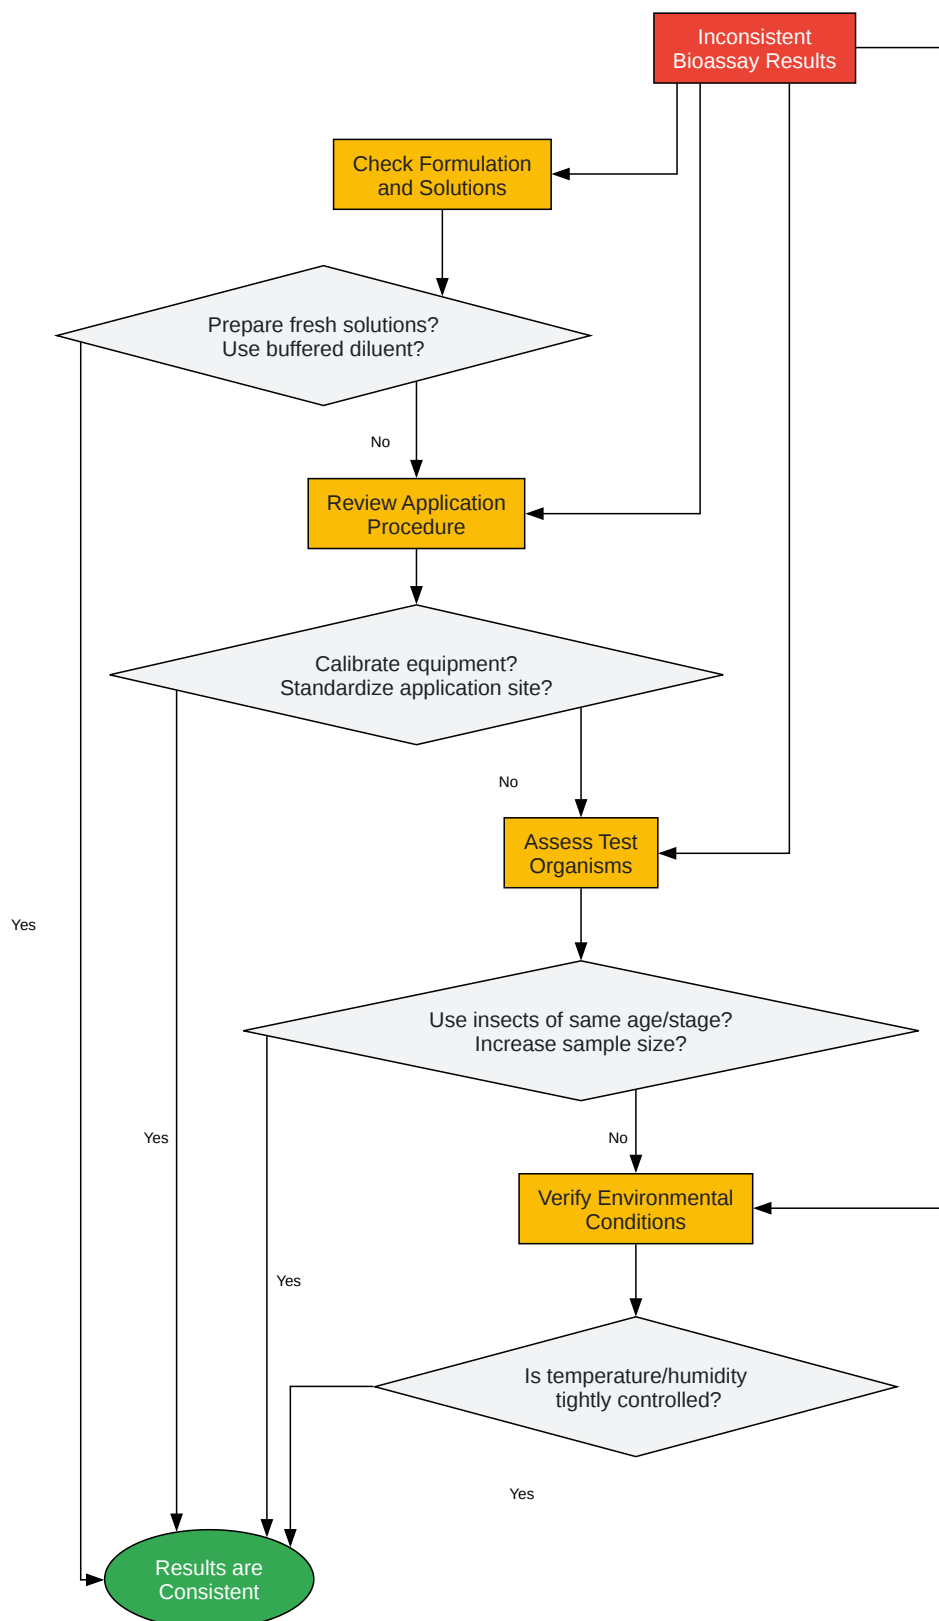 Inconsistent
Bioassay Results
Check Formulation
and Solutions
Prepare fresh solutions?
Use buffered diluent?
No
Review Application
Procedure
Calibrate equipment?
Standardize application site?
No
Assess Test
Organisms
Yes
Use insects of same age/stage?
Increase sample size?
Yes
No
Verify Environmental
Conditions
Yes
Is temperature/humidity
tightly controlled?
Yes
Results are
Consistent